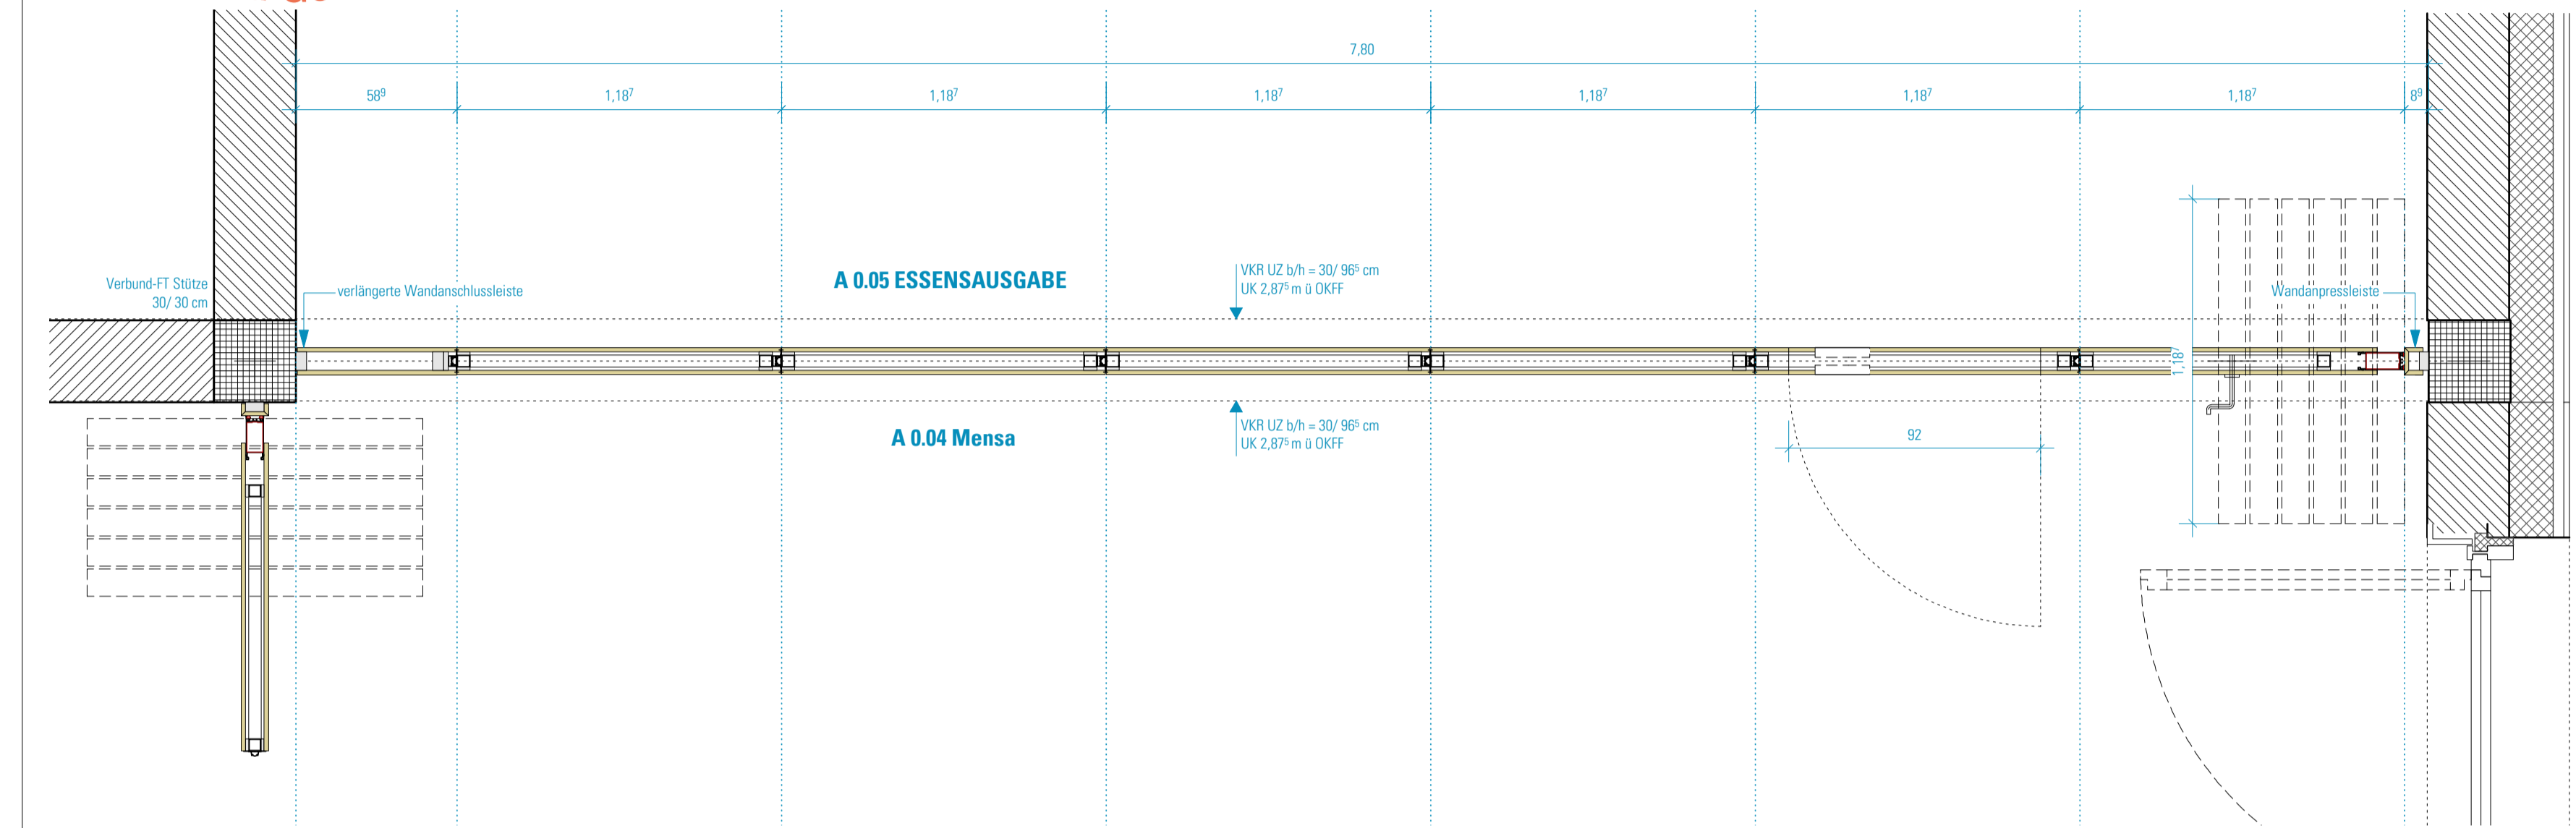 7,80
58⁹
1,18⁷
1,18⁷
1,18⁷
1,18⁷
1,18⁷
1,18⁷
8⁹
A 0.05 ESSENSAUSGABE
VKR UZ b/h = 30/ 96⁵ cm
UK 2,87⁵ m ü OKFF
Verbund-FT Stütze
30/ 30 cm
verlängerte Wandanschlussleiste
Wandanpressleiste
1,18⁷
A 0.04 Mensa
VKR UZ b/h = 30/ 96⁵ cm
UK 2,87⁵ m ü OKFF
92